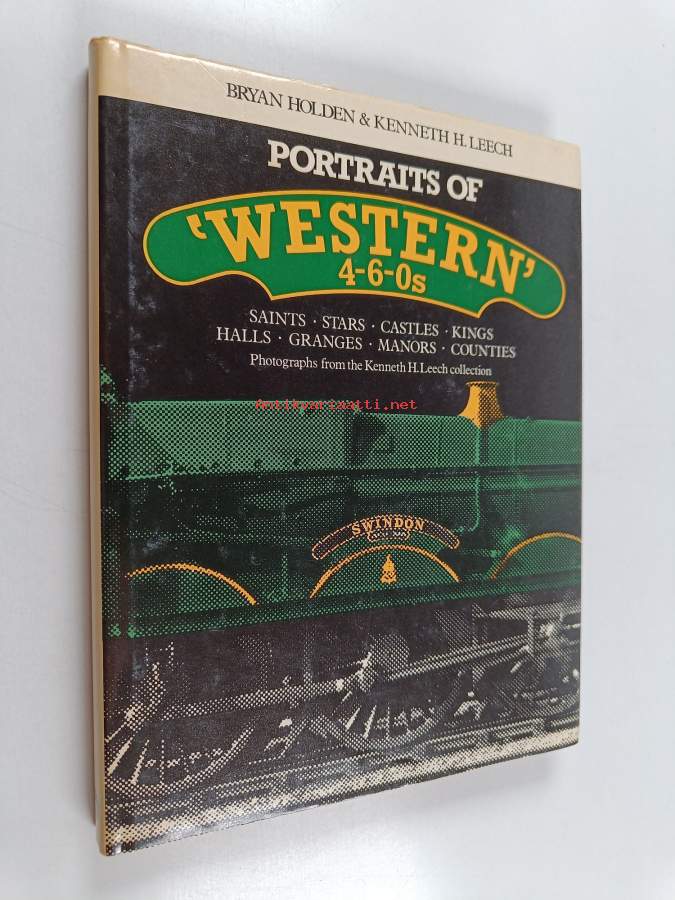 BRYAN HOLDEN & KENNETH H. LEECH
PORTRAITS OF
'WESTERN'
4-6-0s
SAINTS · STARS · CASTLES · KINGS
HALLS · GRANGES · MANORS · COUNTIES
Photographs from the Kenneth H. Leech collection
Antikvariaatti.net
SWINDON